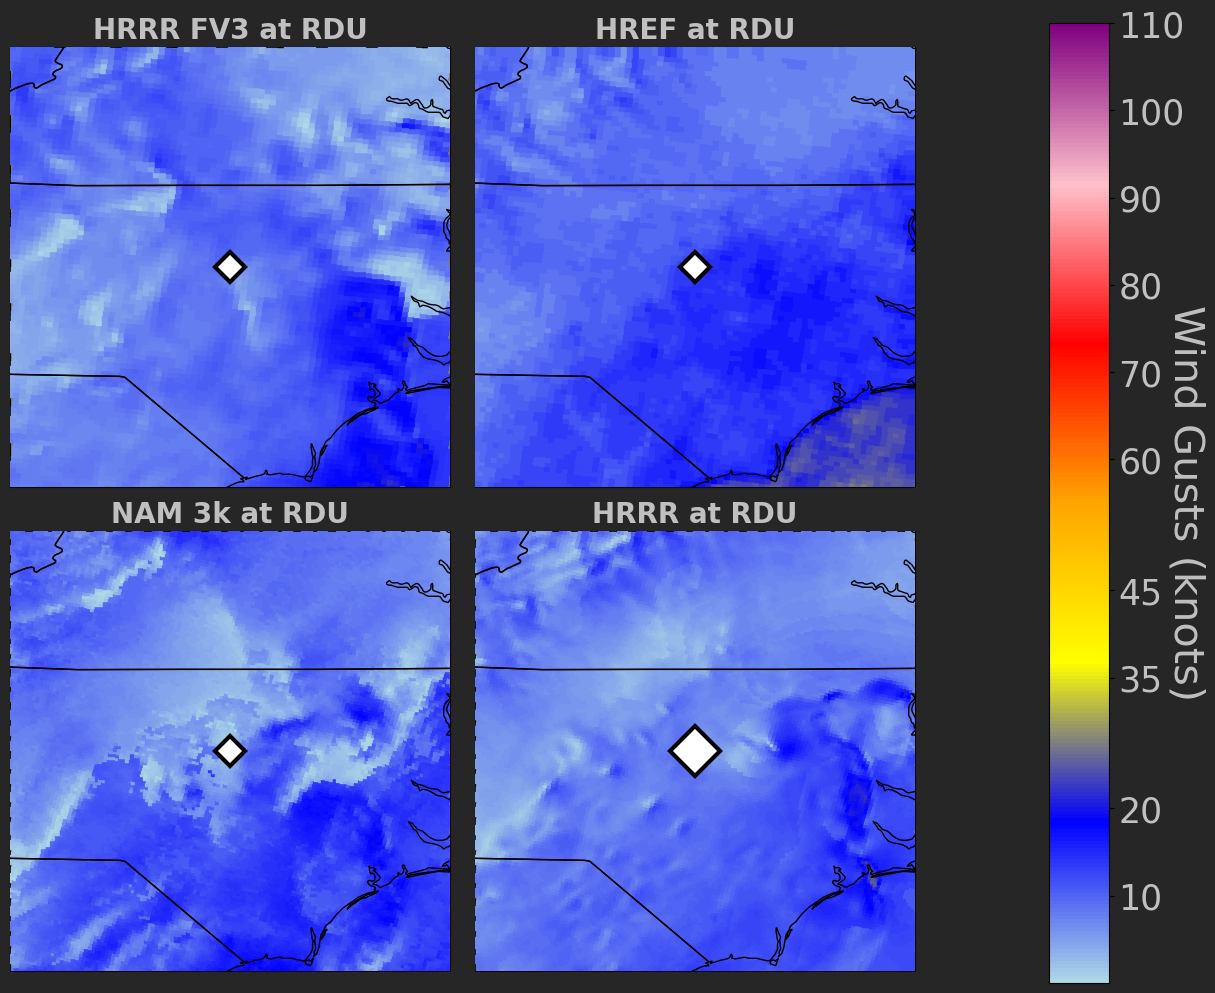 HRRR FV3 at RDU
HREF at RDU
NAM 3k at RDU
HRRR at RDU
110
100
90
80
70
60
45
35
20
10
Wind Gusts (knots)